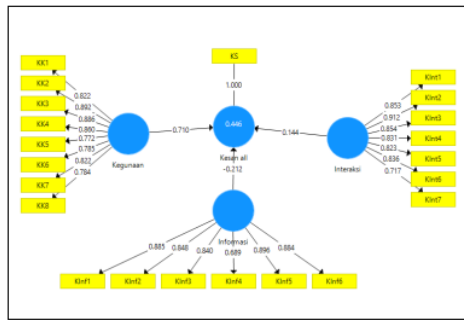 KS
KK1
KK2
KK3
KK4
KK5
KK6
KK7
KK8
0.822
0.892
0.886
0.860
0.772
0.785
0.822
0.784
Kegunaan
0.710
1.000
0.446
Kesan all
-0.212
0.144
Interaksi
KInt1
KInt2
KInt3
KInt4
KInt5
KInt6
KInt7
0.853
0.912
0.854
0.831
0.823
0.836
0.717
Informasi
0.885
0.848
0.840
0.689
0.896
0.884
KInf1
KInf2
KInf3
KInf4
KInf5
KInf6